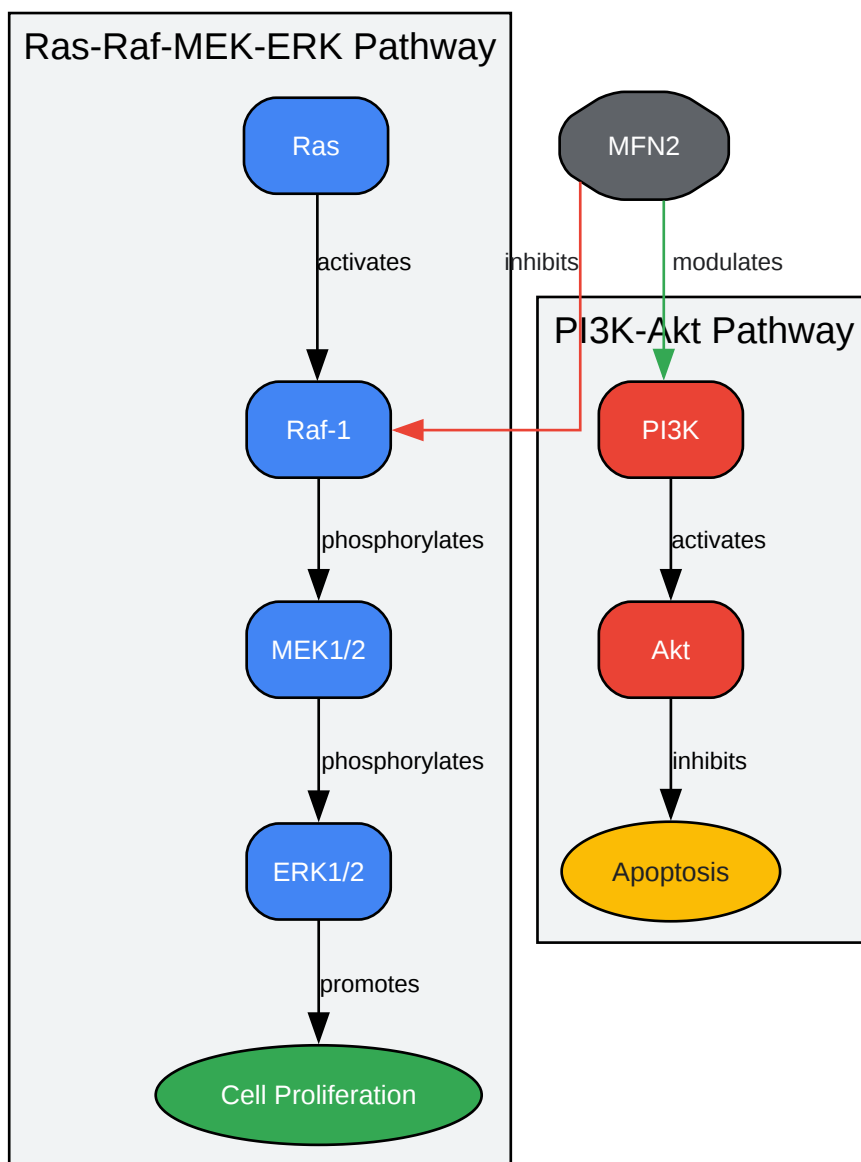 Ras-Raf-MEK-ERK Pathway
Ras
MFN2
activates
inhibits
modulates
PI3K-Akt Pathway
Raf-1
PI3K
phosphorylates
activates
MEK1/2
Akt
phosphorylates
inhibits
ERK1/2
Apoptosis
promotes
Cell Proliferation